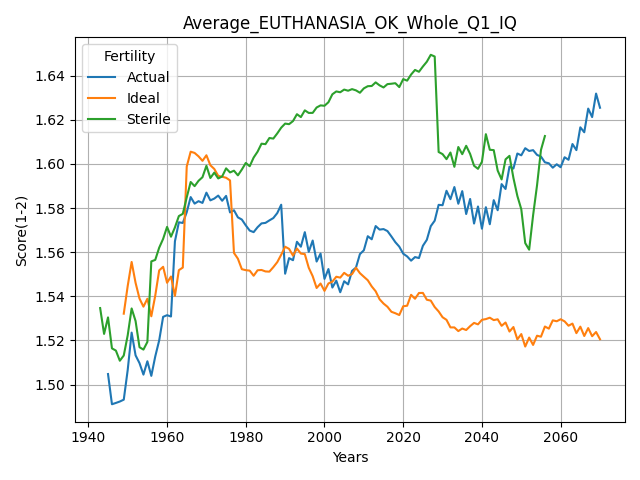 Average_EUTHANASIA_OK_Whole_Q1_IQ
Fertility
Actual
Ideal
Sterile
Score(1-2)
1.64
1.62
1.60
1.58
1.56
1.54
1.52
1.50
1940
1960
1980
2000
2020
2040
2060
Years